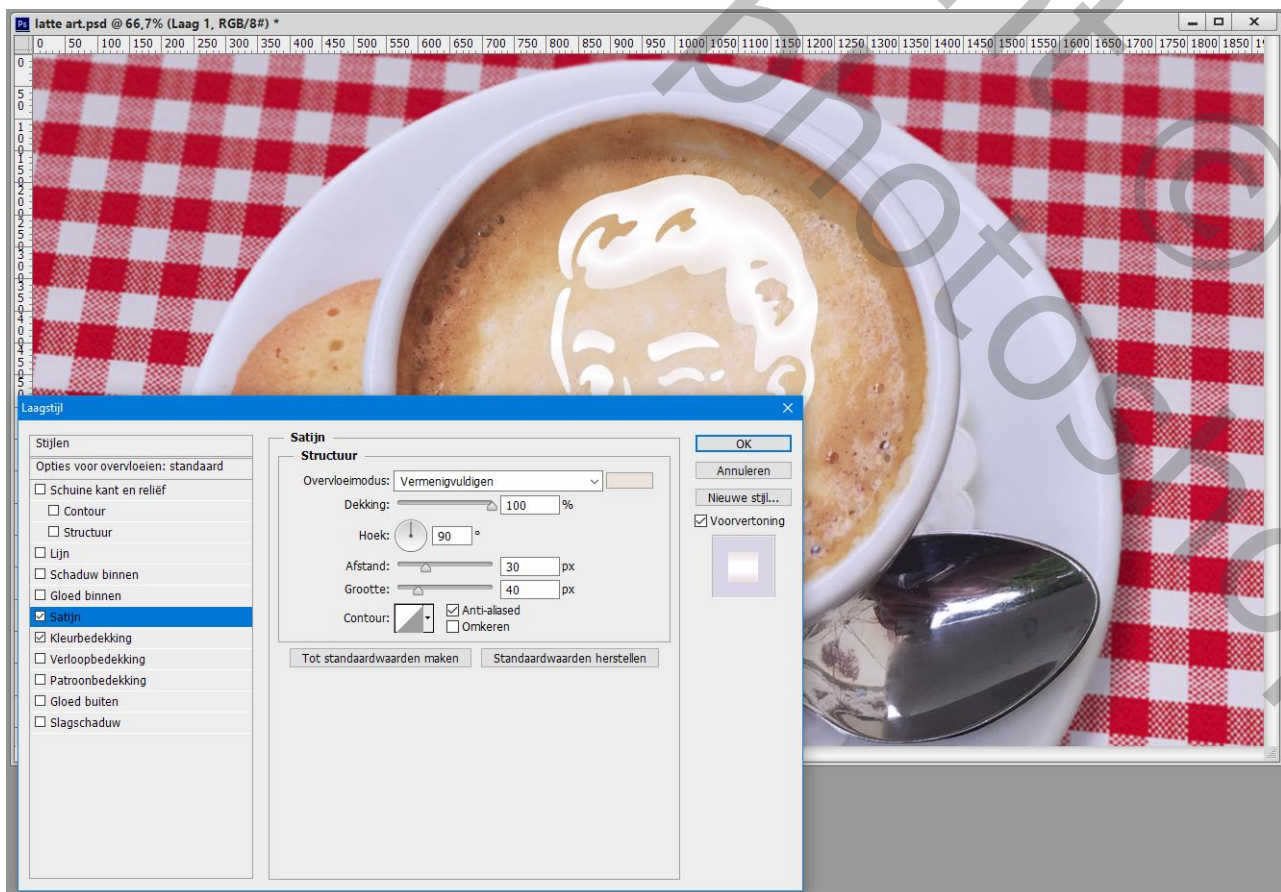 latte art.psd @ 66,7% (Laag 1, RGB/8#) *
0 50 100 150 200 250 300 350 400 450 500 550 600 650 700 750 800 850 900 950 1000 1050 1100 1150 1200 1250 1300 1350 1400 1450 1500 1550 1600 1650 1700 1750 1800 1850
Laagstijl
Stijlen
Opties voor overvloeien: standaard
Schuine kant en reliëf
Contour
Structuur
Lijn
Schaduw binnen
Gloed binnen
Satijn
Kleurbedekking
Verloopbedekking
Patroonbedekking
Gloed buiten
Slagschaduw
Satijn
Structuur
Overvloeimodus: Vermenigvuldigen
Dekking: 100 %
Hoek: 90 °
Afstand: 30 px
Grootte: 40 px
Contour: Anti-aliased
Omkeren
Tot standaardwaarden maken Standaardwaarden herstellen
OK
Annuleren
Nieuwe stijl...
Voorvertoning